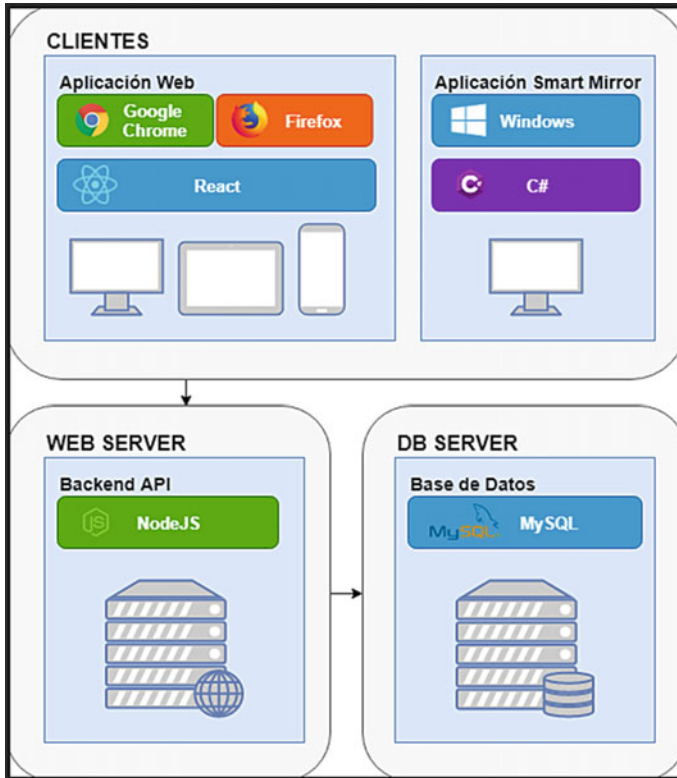 CLIENTES
Aplicación Web
Google
Chrome
Firefox
React
Aplicación Smart Mirror
Windows
C#
WEB SERVER
Backend API
JS
NodeJS
DB SERVER
Base de Datos
MySQL
MySQL